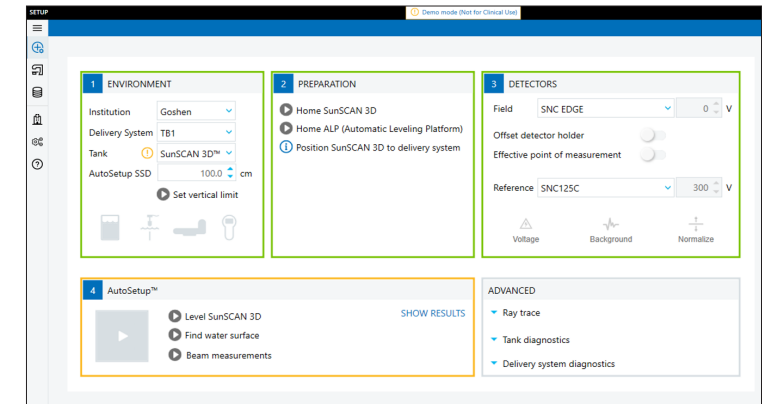 SETUP
Demo mode (Not for Clinical Use)
1 ENVIRONMENT
Institution Goshen
Delivery System TB1
Tank SunSCAN 3D™
AutoSetup SSD 100.0 cm
Set vertical limit
2 PREPARATION
Home SunSCAN 3D
Home ALP (Automatic Leveling Platform)
Position SunSCAN 3D to delivery system
3 DETECTORS
Field SNC EDGE 0 V
Offset detector holder
Effective point of measurement
Reference SNC125C 300 V
Voltage Background Normalize
4 AutoSetup™
Level SunSCAN 3D
Find water surface
Beam measurements
SHOW RESULTS
ADVANCED
Ray trace
Tank diagnostics
Delivery system diagnostics